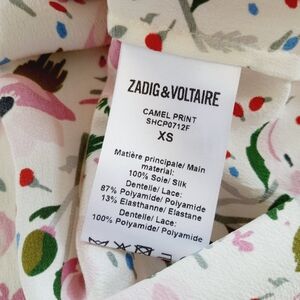 ZADIG&VOLTAIRE
CAMEL PRINT
SHCP0712F
XS
Matière principale/ Main
material:
100% Soie/ Silk
Dentelle/ Lace:
87% Polyamide/ Polyamide
13% Elasthanne/ Elastane
Dentelle/ Lace:
100% Polyamide/ Polyamide